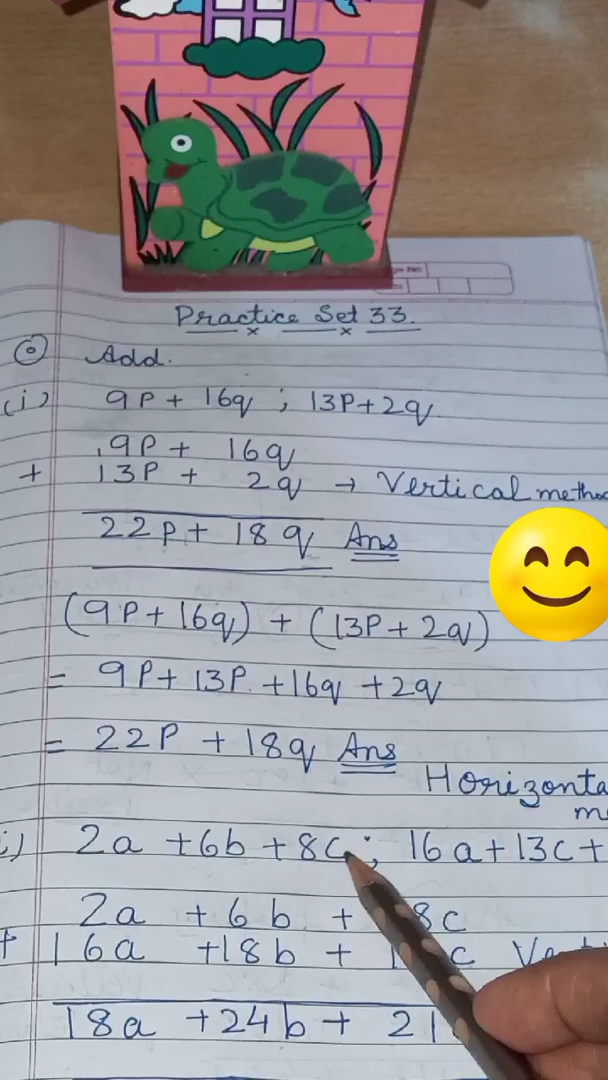 Practice Set 33.
Add.
(i) 9P + 16q ; 13P+2q
9P + 16q
+ 13P + 2q → Vertical
22P + 18q Ans
(9P+16q) + (13P+2q)
= 9P+13P+16q+2q
= 22P + 18q Ans
2a +6b +8c ; 16a+13c+
2a + 6b + 8c
+ 16a +18b + c
18a +24b + 21